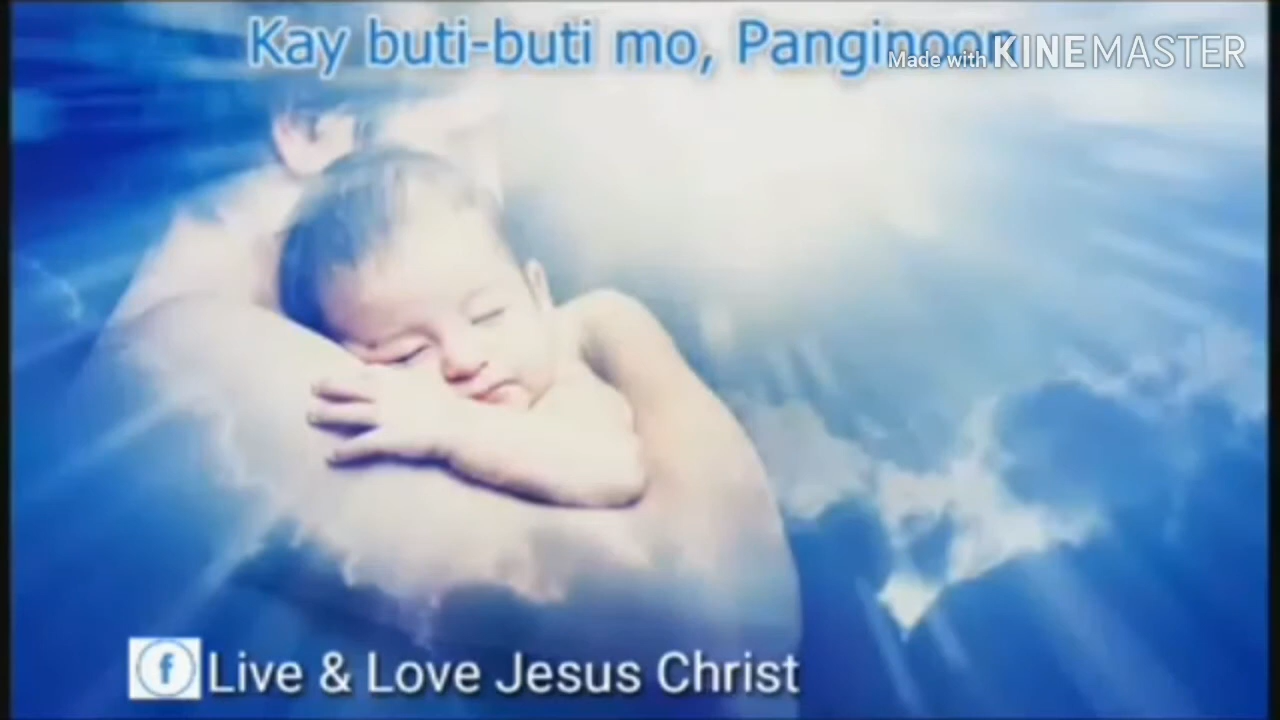 Kay buti-buti mo, Panginoon
Made with KINEMASTER
f Live & Love Jesus Christ